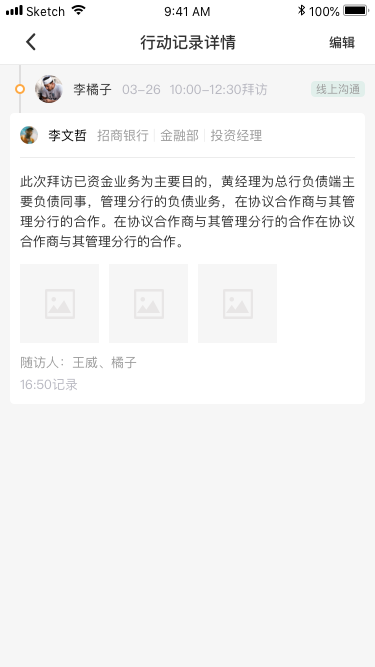 Sketch 9:41 AM 100%
行动记录详情 编辑
李橘子 03-26 10:00-12:30拜访 线上沟通
李文哲 招商银行 金融部 投资经理
此次拜访已资金业务为主要目的，黄经理为总行负债端主
要负债同事，管理分行的负债业务，在协议合作商与其管
理分行的合作。在协议合作商与其管理分行的合作在协议
合作商与其管理分行的合作。
随访人：王威、橘子
16:50记录